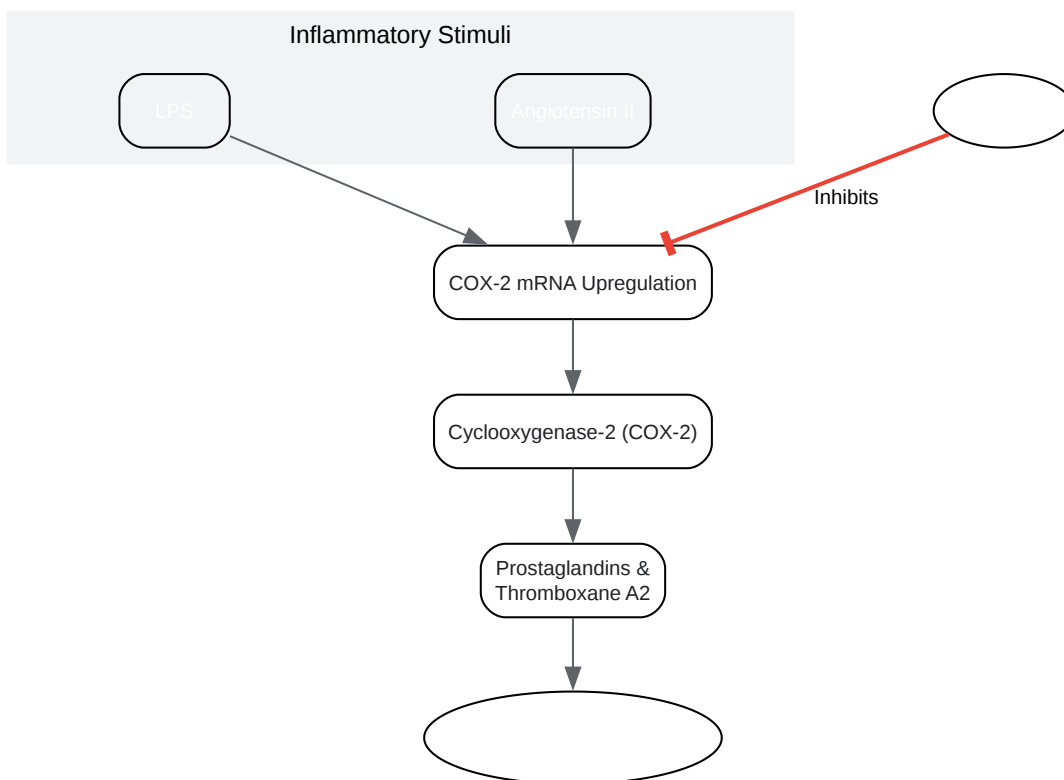 Inflammatory Stimuli
LPS
Angiotensin II
Inhibits
COX-2 mRNA Upregulation
Cyclooxygenase-2 (COX-2)
Prostaglandins &
Thromboxane A2